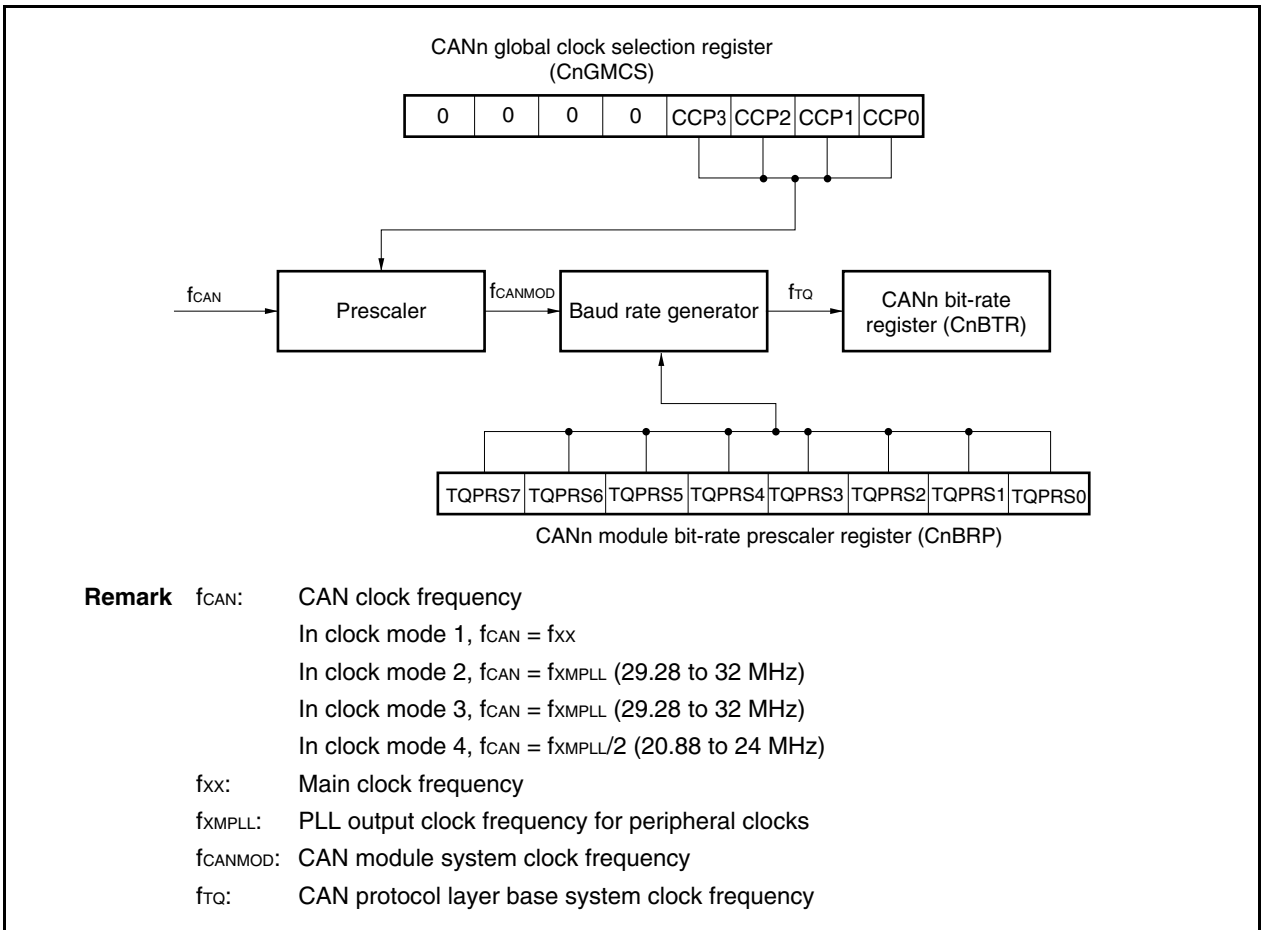 CANn global clock selection register
(CnGMCS)
0 0 0 0 CCP3 CCP2 CCP1 CCP0
fCAN
Prescaler
fCANMOD
Baud rate generator
fTQ
CANn bit-rate
register (CnBTR)
TQPRS7 TQPRS6 TQPRS5 TQPRS4 TQPRS3 TQPRS2 TQPRS1 TQPRS0
CANn module bit-rate prescaler register (CnBRP)
Remark fCAN: CAN clock frequency
In clock mode 1, fCAN = fXX
In clock mode 2, fCAN = fXMPLL (29.28 to 32 MHz)
In clock mode 3, fCAN = fXMPLL (29.28 to 32 MHz)
In clock mode 4, fCAN = fXMPLL/2 (20.88 to 24 MHz)
fXX: Main clock frequency
fXMPLL: PLL output clock frequency for peripheral clocks
fCANMOD: CAN module system clock frequency
fTQ: CAN protocol layer base system clock frequency